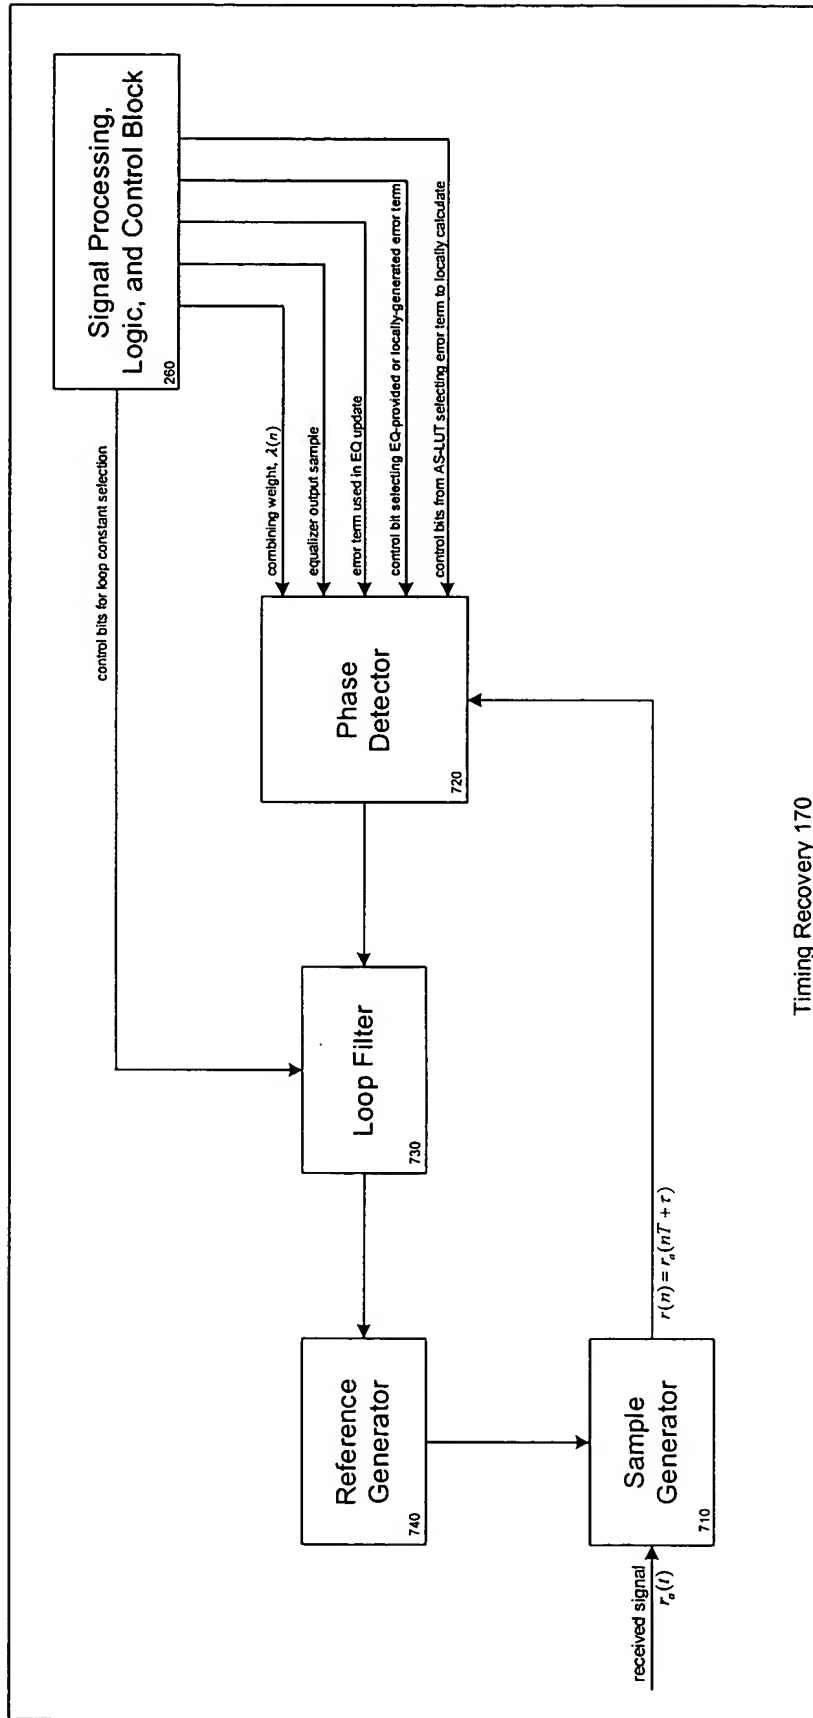 Signal Processing,
Logic, and Control Block
260
control bits for loop constant selection
combining weight, λ(n)
equalizer output sample
error term used in EQ update
control bit selecting EQ-provided or locally-generated error term
control bits from AS-LUT selecting error term to locally calculate
Phase
Detector
720
Loop Filter
730
Reference
Generator
740
Sample
Generator
710
received signal
rₐ(t)
r(n) = rₐ(nT + τ)
Timing Recovery 170